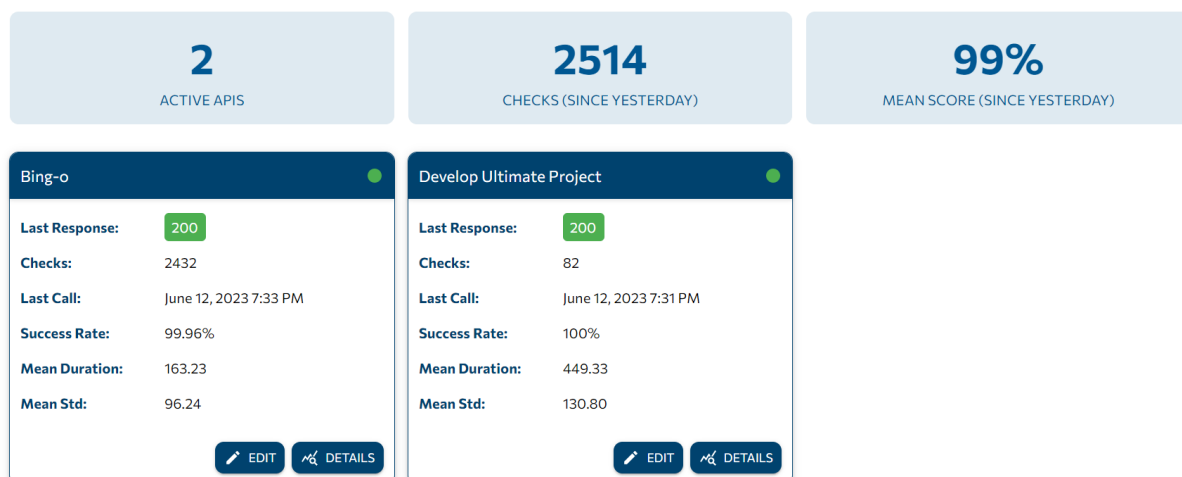 2
ACTIVE APIS
2514
CHECKS (SINCE YESTERDAY)
99%
MEAN SCORE (SINCE YESTERDAY)
Bing-o
Last Response: 200
Checks: 2432
Last Call: June 12, 2023 7:33 PM
Success Rate: 99.96%
Mean Duration: 163.23
Mean Std: 96.24
EDIT DETAILS
Develop Ultimate Project
Last Response: 200
Checks: 82
Last Call: June 12, 2023 7:31 PM
Success Rate: 100%
Mean Duration: 449.33
Mean Std: 130.80
EDIT DETAILS